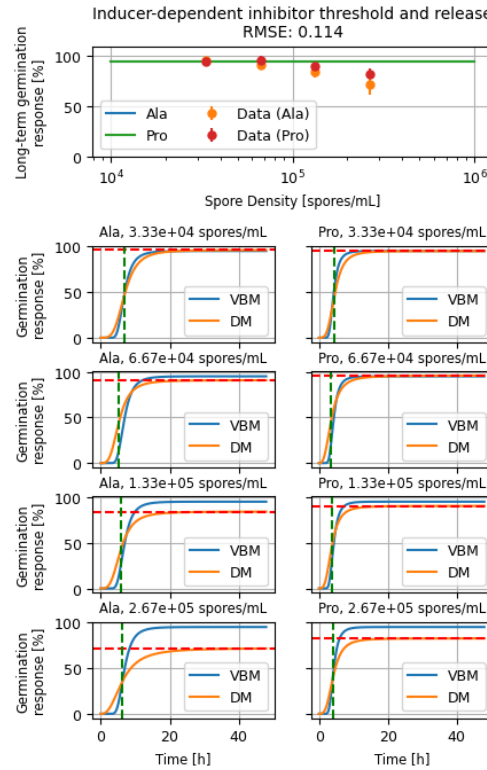 Inducer-dependent inhibitor threshold and release
RMSE: 0.114
Long-term germination
response [%]
100
50
0
Ala
Pro
Data (Ala)
Data (Pro)
10^4
10^5
10^6
Spore Density [spores/mL]
Ala, 3.33e+04 spores/mL
Pro, 3.33e+04 spores/mL
Germination
response [%]
100
50
0
VBM
DM
VBM
DM
Ala, 6.67e+04 spores/mL
Pro, 6.67e+04 spores/mL
Germination
response [%]
100
50
0
VBM
DM
VBM
DM
Ala, 1.33e+05 spores/mL
Pro, 1.33e+05 spores/mL
Germination
response [%]
100
50
0
VBM
DM
VBM
DM
Ala, 2.67e+05 spores/mL
Pro, 2.67e+05 spores/mL
Germination
response [%]
100
50
0
VBM
DM
VBM
DM
0
20
40
0
20
40
Time [h]
Time [h]